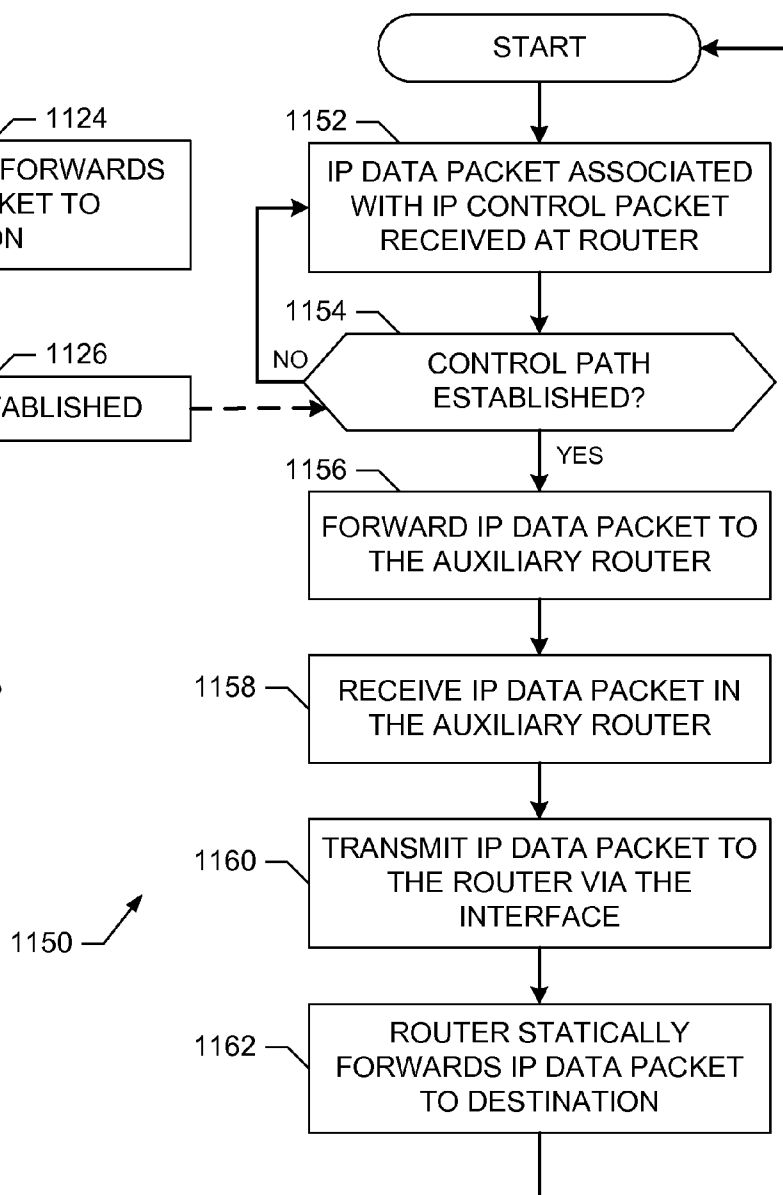 START
1124
FORWARDS
TO
1152
IP DATA PACKET ASSOCIATED
WITH IP CONTROL PACKET
RECEIVED AT ROUTER
1154
NO
CONTROL PATH
ESTABLISHED?
1126
YES
1156
FORWARD IP DATA PACKET TO
THE AUXILIARY ROUTER
1158
RECEIVE IP DATA PACKET IN
THE AUXILIARY ROUTER
1160
TRANSMIT IP DATA PACKET TO
THE ROUTER VIA THE
INTERFACE
1150
1162
ROUTER STATICALLY
FORWARDS IP DATA PACKET
TO DESTINATION